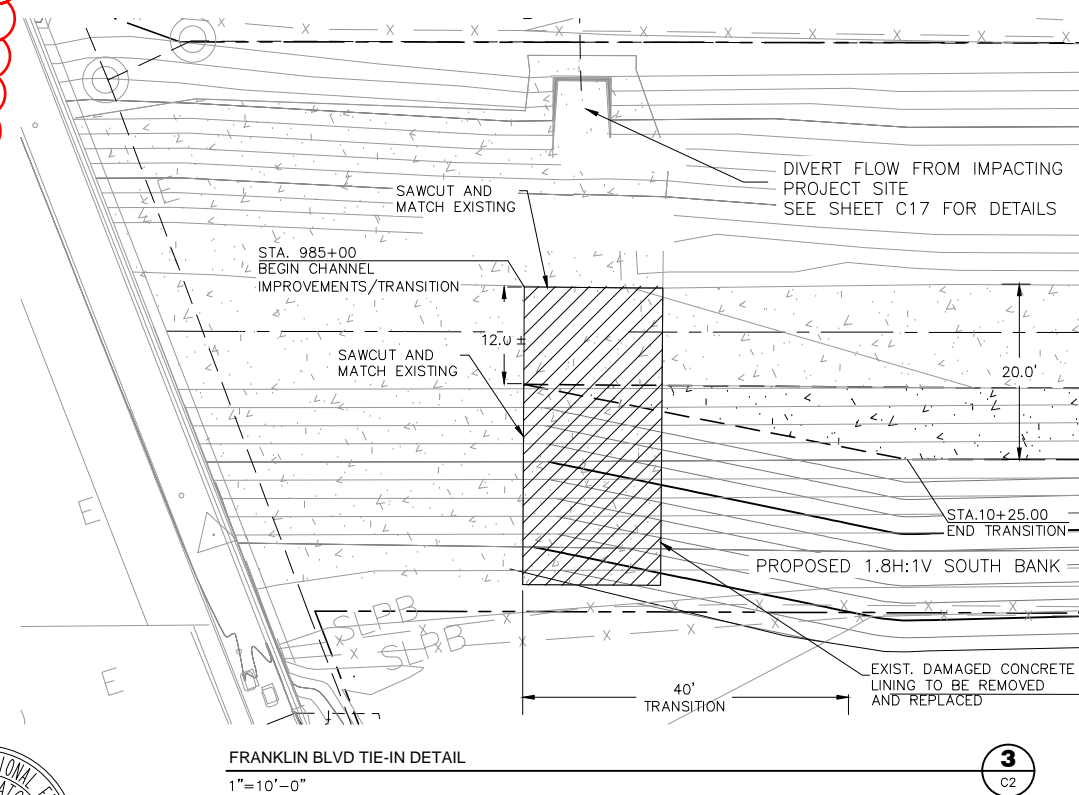 DIVERT FLOW FROM IMPACTING
PROJECT SITE
SEE SHEET C17 FOR DETAILS
SAWCUT AND
MATCH EXISTING
STA. 985+00
BEGIN CHANNEL
IMPROVEMENTS/TRANSITION
12.0 ±
SAWCUT AND
MATCH EXISTING
20.0'
STA.10+25.00
END TRANSITION
PROPOSED 1.8H:1V SOUTH BANK
EXIST. DAMAGED CONCRETE
LINING TO BE REMOVED
AND REPLACED
40'
TRANSITION
E
E
E
SLPB
SLPB
FRANKLIN BLVD TIE-IN DETAIL
1"=10'-0"
3
C2